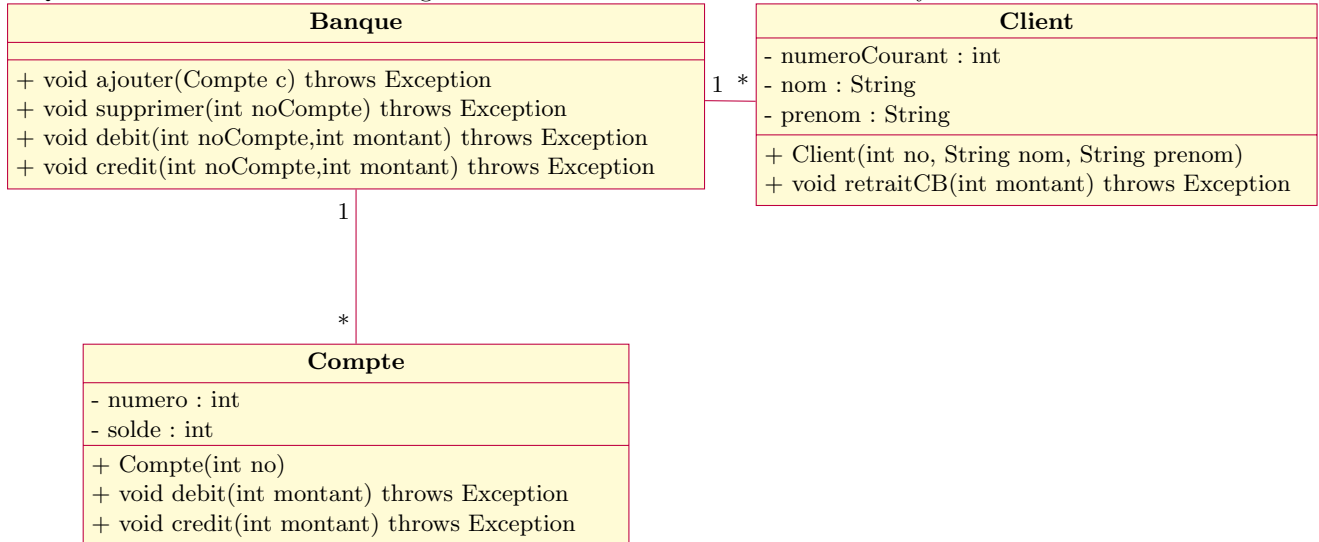 Banque
+ void ajouter(Compte c) throws Exception
+ void supprimer(int noCompte) throws Exception
+ void debit(int noCompte,int montant) throws Exception
+ void credit(int noCompte,int montant) throws Exception
1 *
Client
- numeroCourant : int
- nom : String
- prenom : String
+ Client(int no, String nom, String prenom)
+ void retraitCB(int montant) throws Exception
1
*
Compte
- numero : int
- solde : int
+ Compte(int no)
+ void debit(int montant) throws Exception
+ void credit(int montant) throws Exception